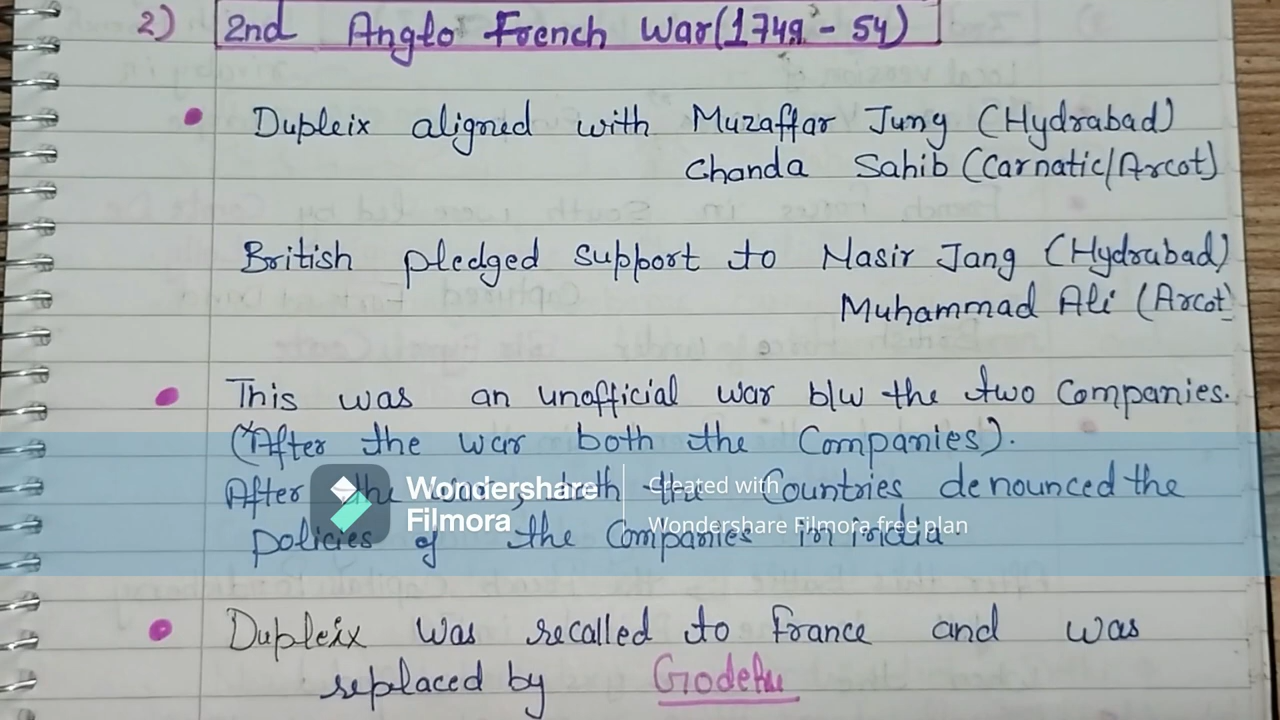 2) 2nd Anglo French War(1749 - 54)
Dupleix aligned with Muzaffar Jung (Hydrabad)
Chanda Sahib (Carnatic/Arcot)
British pledged support to Nasir Jang (Hydrabad)
Muhammad Ali (Arcot)
This was an unofficial war b/w the two Companies.
(After the war both the Companies).
After the war, both the Countries denounced the
policies of the Companies in india.
Wondershare
Filmora
Created with
Wondershare Filmora free plan
Dupleix was recalled to France and was
replaced by Godehu